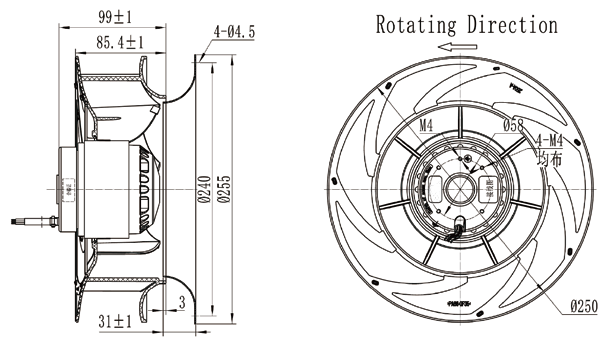 99±1
85.4±1
4-Ø4.5
Ø240
Ø255
3
31±1
Rotating Direction
M4
Ø58
4-M4
均布
Ø250